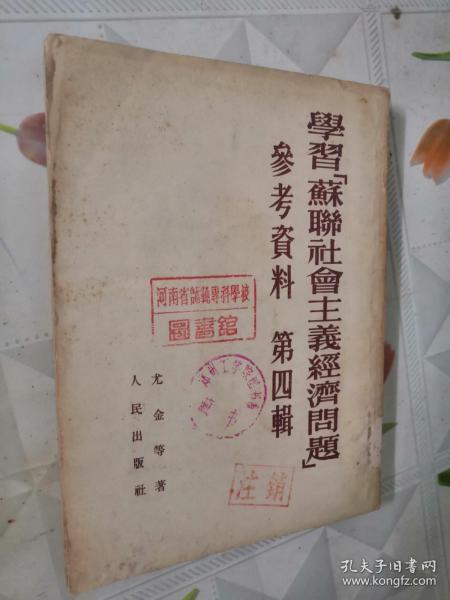 學習「蘇聯社會主義經濟問題」
參考資料 第四輯
河南省師範專科學校
圖書館
注銷
尤金等著
人民出版社
孔夫子旧书网
www.kongfz.com